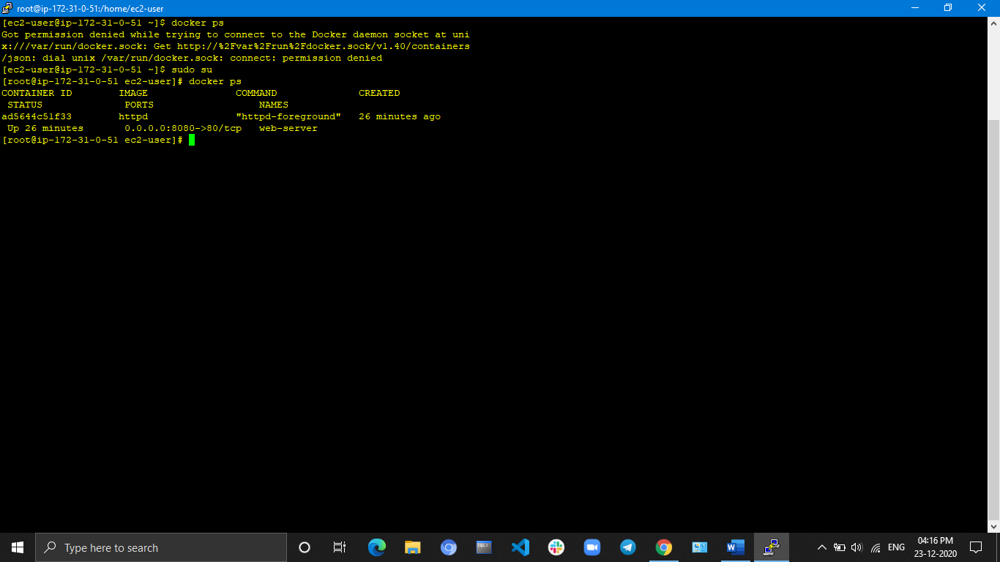 root@ip-172-31-0-51:/home/ec2-user
[ec2-user@ip-172-31-0-51 ~]$ docker ps
Got permission denied while trying to connect to the Docker daemon socket at uni
x:///var/run/docker.sock: Get http://%2Fvar%2Frun%2Fdocker.sock/v1.40/containers
/json: dial unix /var/run/docker.sock: connect: permission denied
[ec2-user@ip-172-31-0-51 ~]$ sudo su
[root@ip-172-31-0-51 ec2-user]# docker ps
CONTAINER ID        IMAGE               COMMAND              CREATED
 STATUS              PORTS                  NAMES
ad5644c51f33        httpd               "httpd-foreground"   26 minutes ago
 Up 26 minutes       0.0.0.0:8080->80/tcp   web-server
[root@ip-172-31-0-51 ec2-user]#
Type here to search
ENG
04:16 PM
23-12-2020